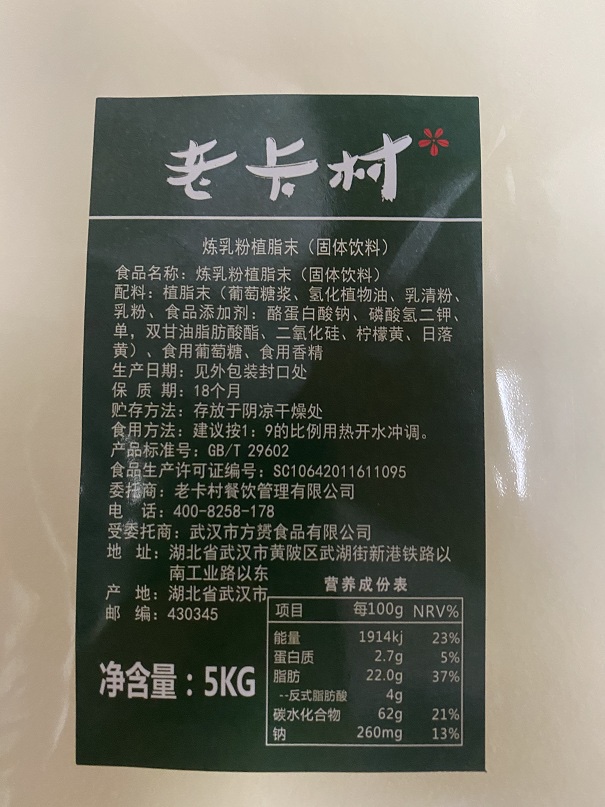 老卡村
炼乳粉植脂末（固体饮料）
食品名称：炼乳粉植脂末（固体饮料）
配料：植脂末（葡萄糖浆、氢化植物油、乳清粉、
乳粉、食品添加剂：酪蛋白酸钠、磷酸氢二钾、
单，双甘油脂肪酸酯、二氧化硅、柠檬黄、日落
黄）、食用葡萄糖、食用香精
生产日期：见外包装封口处
保 质 期：18个月
贮存方法：存放于阴凉干燥处
食用方法：建议按1：9的比例用热开水冲调。
产品标准号：GB/T 29602
食品生产许可证编号：SC10642011611095
委托商：老卡村餐饮管理有限公司
电 话：400-8258-178
受委托商：武汉市方赟食品有限公司
地 址：湖北省武汉市黄陂区武湖街新港铁路以
南工业路以东
产 地：湖北省武汉市
邮 编：430345
净含量：5KG
营养成份表
项目 每100g NRV%
能量 1914kj 23%
蛋白质 2.7g 5%
脂肪 22.0g 37%
--反式脂肪酸 4g
碳水化合物 62g 21%
钠 260mg 13%